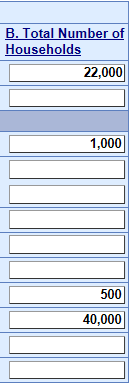 B. Total Number of
Households
22,000
1,000
500
40,000